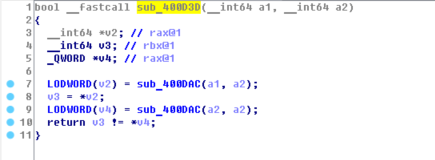 1 bool __fastcall sub_400D3D(__int64 a1, __int64 a2)
2 {
3 __int64 *v2; // rax@1
4 __int64 v3; // rbx@1
5 _QWORD *v4; // rax@1
6
7 LODWORD(v2) = sub_400DAC(a1, a2);
8 v3 = *v2;
9 LODWORD(v4) = sub_400DAC(a2, a2);
10 return v3 != *v4;
11 }